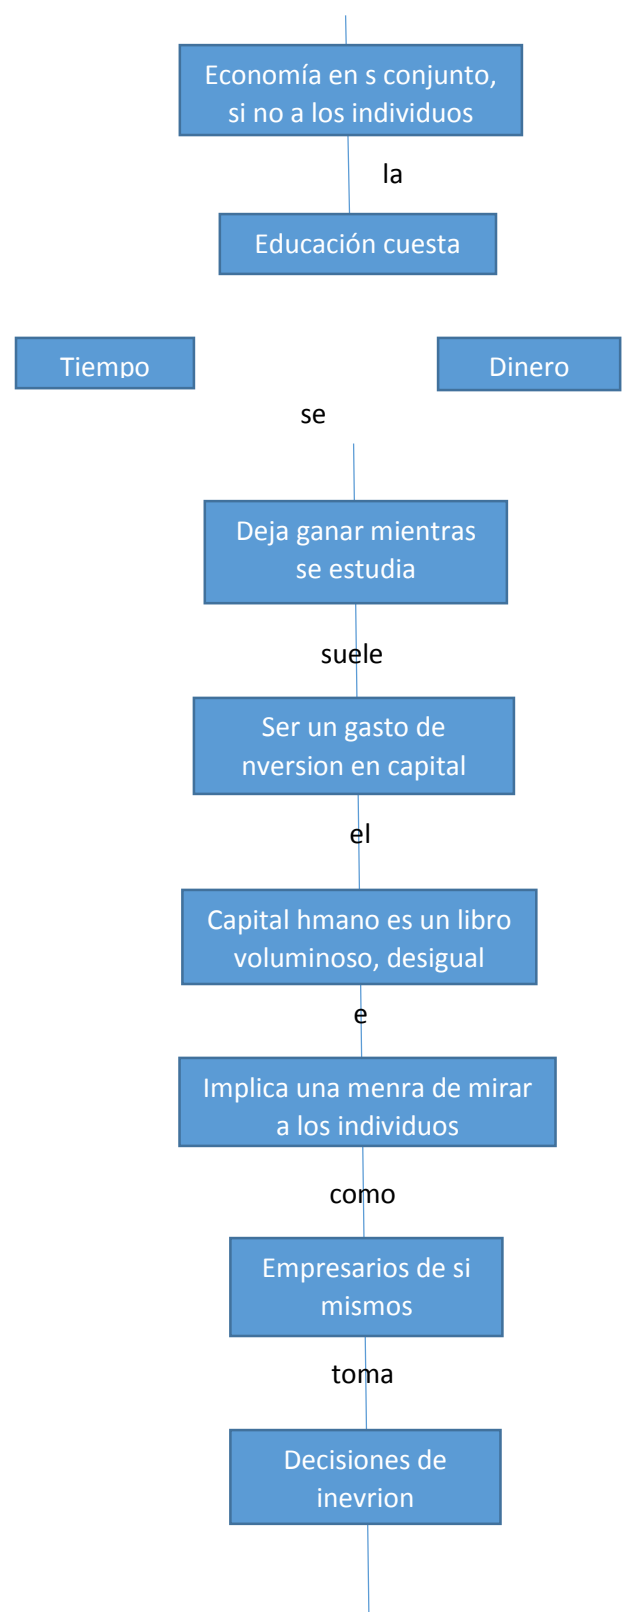 Economía en s conjunto,
si no a los individuos
la
Educación cuesta
Tiempo
Dinero
se
Deja ganar mientras
se estudia
suele
Ser un gasto de
nversion en capital
el
Capital hmano es un libro
voluminoso, desigual
e
Implica una menra de mirar
a los individuos
como
Empresarios de si
mismos
toma
Decisiones de
inevrion